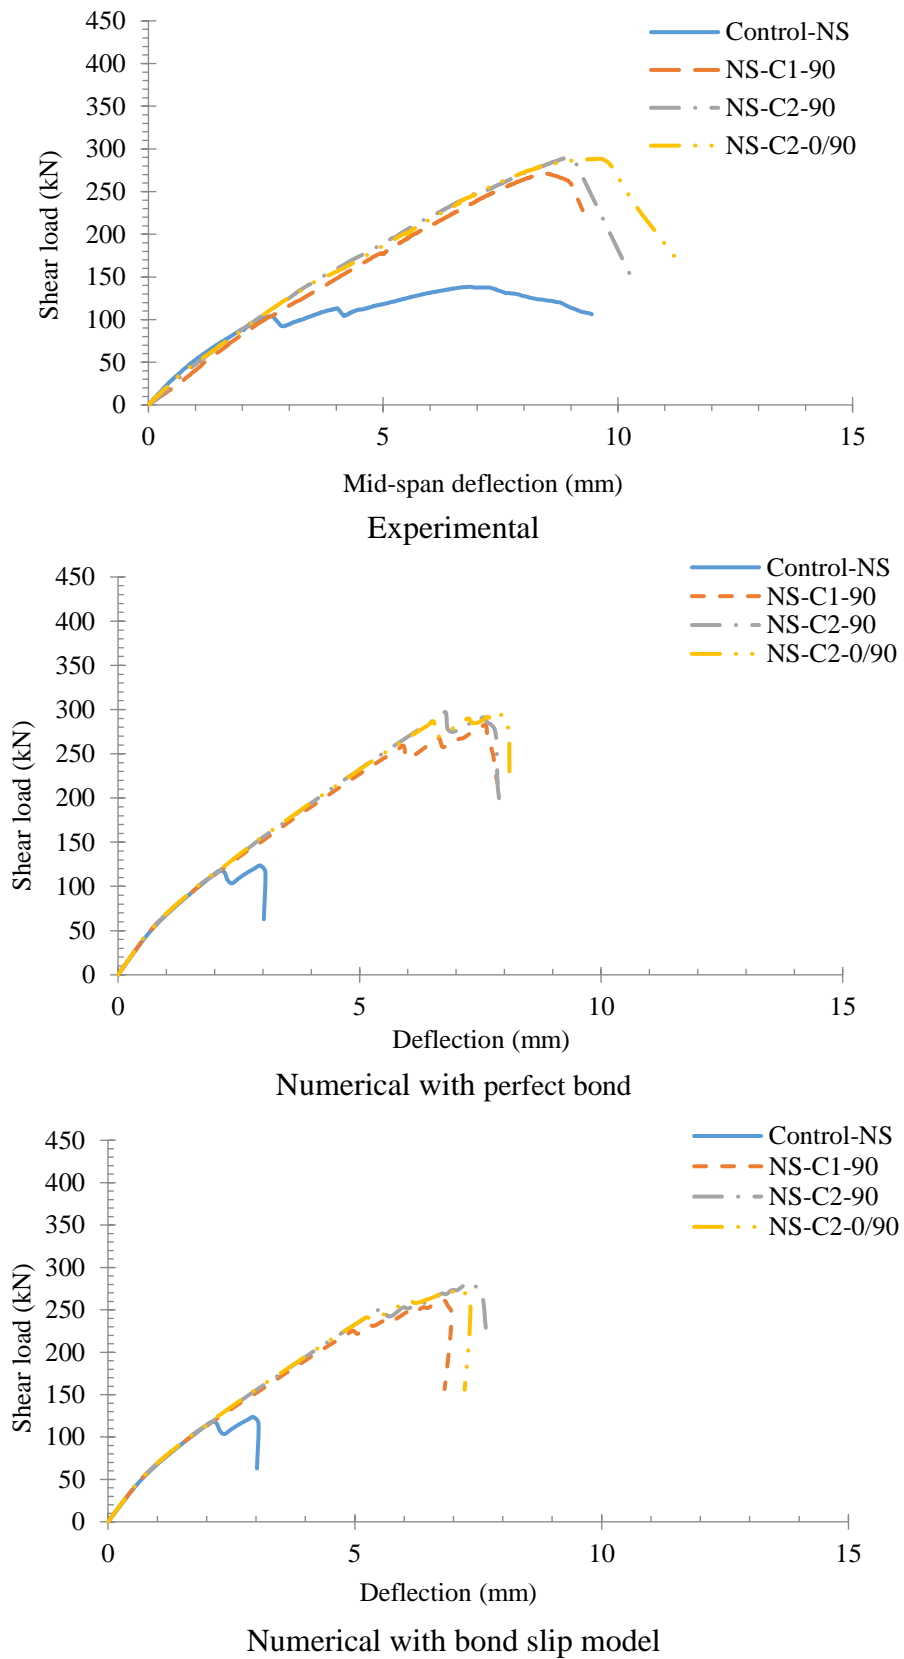 450
400
350
300
250
200
150
100
50
0
Shear load (kN)
Control-NS
NS-C1-90
NS-C2-90
NS-C2-0/90
0 5 10 15
Mid-span deflection (mm)
Experimental
450
400
350
300
250
200
150
100
50
0
Shear load (kN)
Control-NS
NS-C1-90
NS-C2-90
NS-C2-0/90
0 5 10 15
Deflection (mm)
Numerical with perfect bond
450
400
350
300
250
200
150
100
50
0
Shear load (kN)
Control-NS
NS-C1-90
NS-C2-90
NS-C2-0/90
0 5 10 15
Deflection (mm)
Numerical with bond slip model